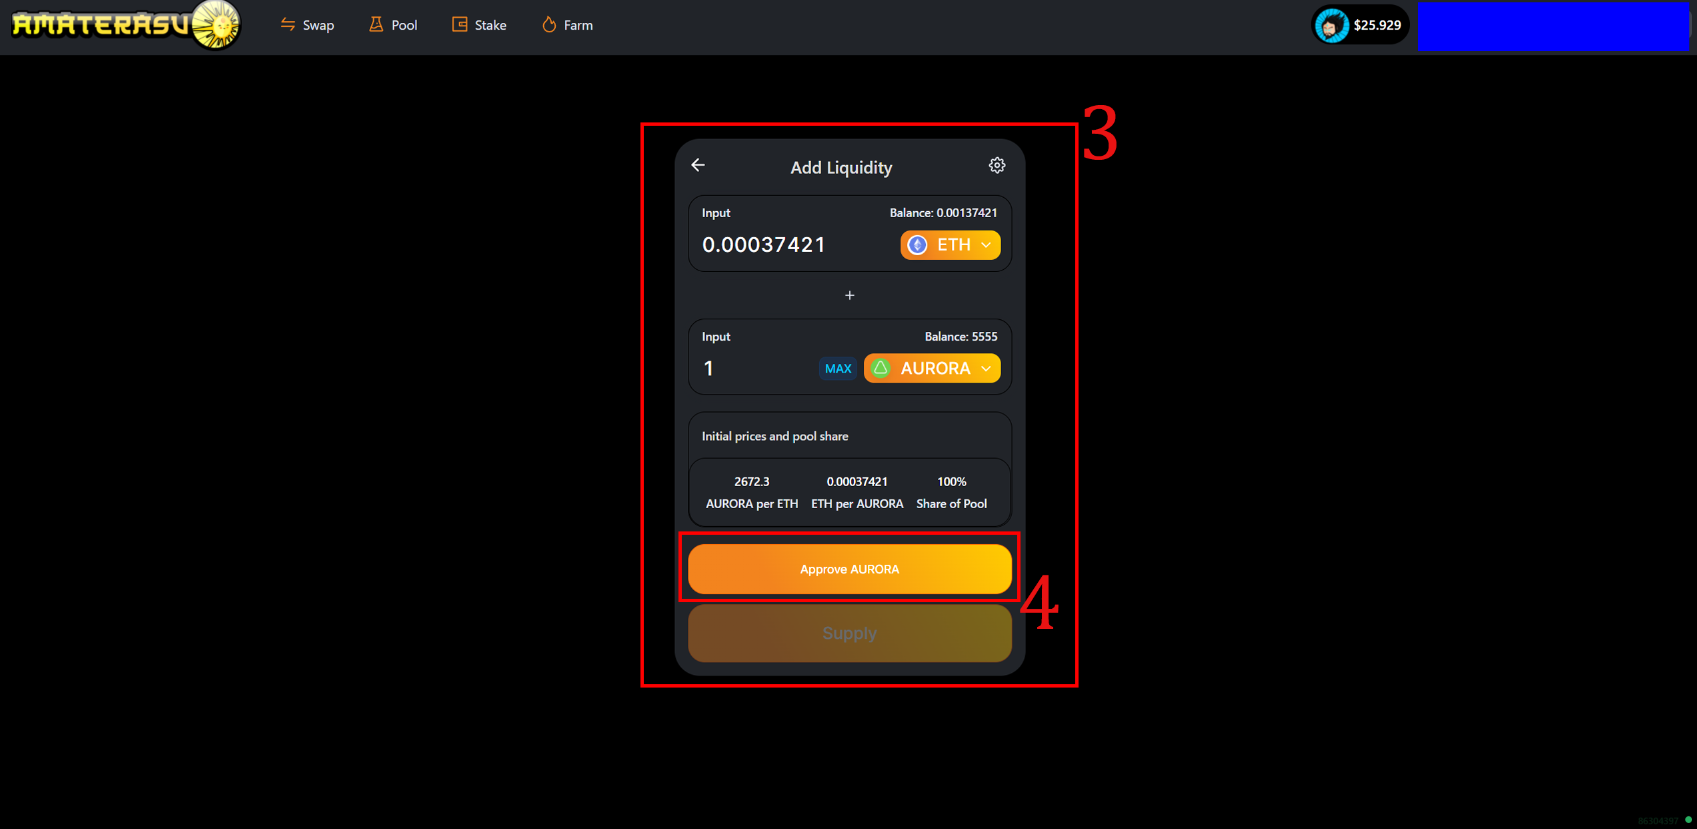 AMATERASU
Swap Pool Stake Farm
$25.929
3
Add Liquidity
Input Balance: 0.00137421
0.00037421 ETH
+
Input Balance: 5555
1 MAX AURORA
Initial prices and pool share
2672.3 0.00037421 100%
AURORA per ETH ETH per AURORA Share of Pool
Approve AURORA
4
Supply
86304397